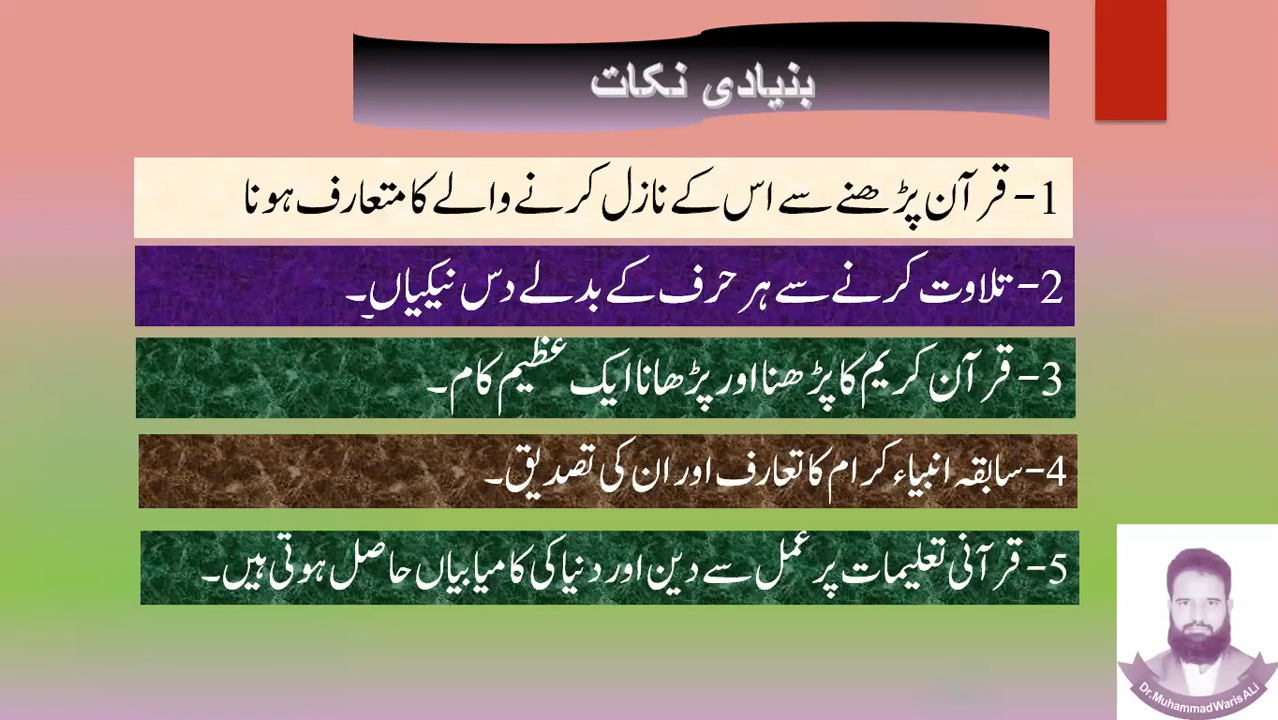 بنیادی نکات
1- قرآن پڑھنے سے اس کے نازل کرنے والے کا متعارف ہونا
2- تلاوت کرنے سے ہر حرف کے بدلے دس نیکیاں۔
3- قرآن کریم کا پڑھنا اور پڑھانا ایک عظیم کام۔
4- سابقہ انبیاء کرام کا تعارف اور ان کی تصدیق۔
5- قرآنی تعلیمات پر عمل سے دین اور دنیا کی کامیابیاں حاصل ہوتی ہیں۔
Dr.Muhammad Waris ALi